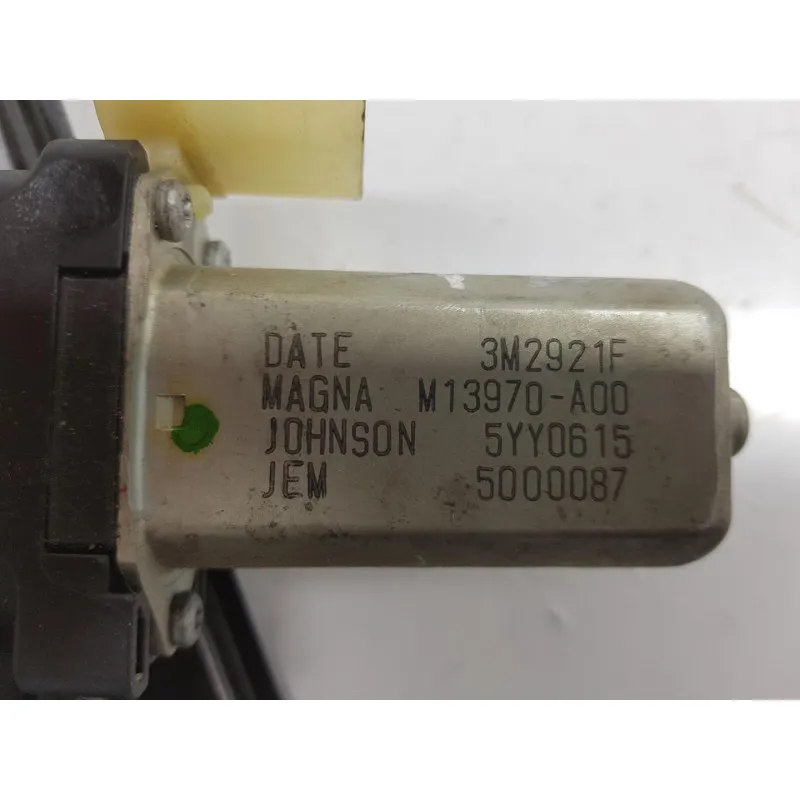 DATE 3M2921F
MAGNA M13970-A00
JOHNSON 5YY0615
JEM 5000087